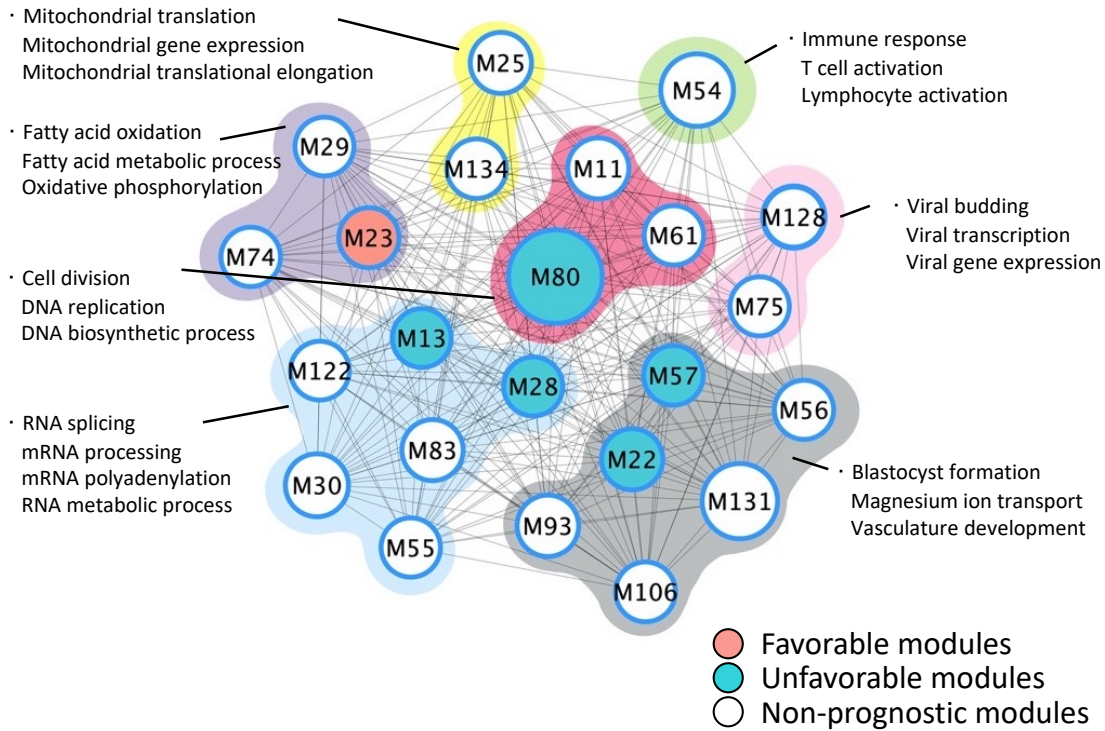 · Mitochondrial translation
Mitochondrial gene expression
Mitochondrial translational elongation
· Immune response
T cell activation
Lymphocyte activation
· Fatty acid oxidation
Fatty acid metabolic process
Oxidative phosphorylation
· Viral budding
Viral transcription
Viral gene expression
· Cell division
DNA replication
DNA biosynthetic process
· RNA splicing
mRNA processing
mRNA polyadenylation
RNA metabolic process
· Blastocyst formation
Magnesium ion transport
Vasculature development
M25
M54
M29
M134
M11
M128
M23
M61
M74
M80
M75
M13
M122
M28
M57
M56
M83
M22
M30
M131
M93
M55
M106
Favorable modules
Unfavorable modules
Non-prognostic modules